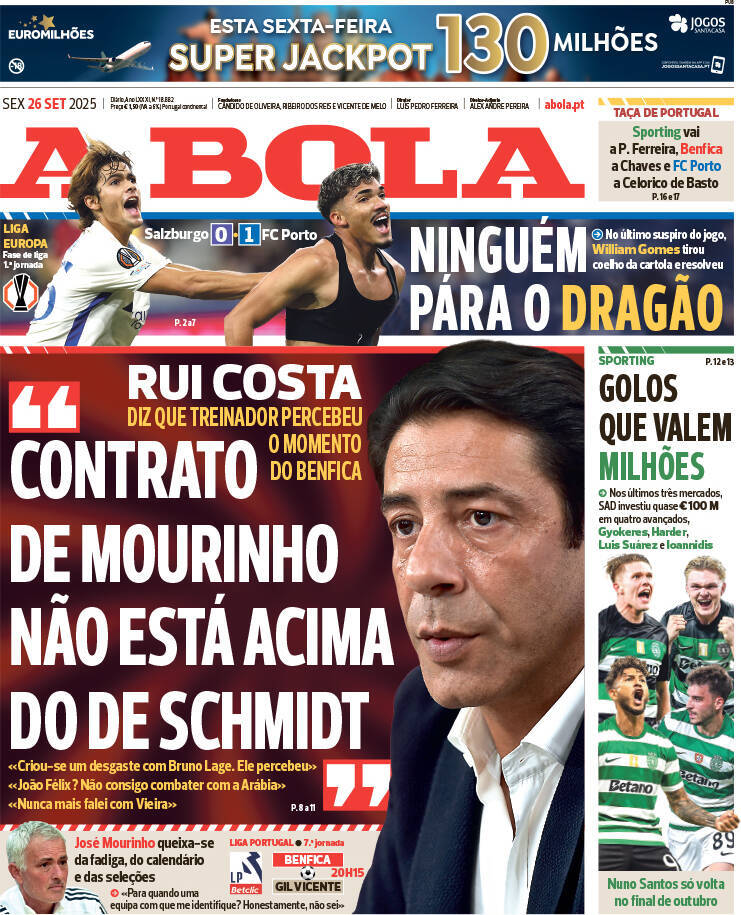 PUB
EUROMILHÕES
ESTA SEXTA-FEIRA
SUPER JACKPOT 130 MILHÕES
JOGOS
SANTACASA
JOGOSSANTACASA.PT
+18
SEX 26 SET 2025
Diário, Ano LXXXI, N.º 18.882
Preço € 1,50 (IVA a 6%) Portugal continental
Fundadores
CÂNDIDO DE OLIVEIRA, RIBEIRO DOS REIS E VICENTE DE MELO
Diretor
LUÍS PEDRO FERREIRA
Diretor-Adjunto
ALEXANDRE PEREIRA
abola.pt
A BOLA
TAÇA DE PORTUGAL
Sporting vai
a P. Ferreira, Benfica
a Chaves e FC Porto
a Celorico de Basto
P. 16 e 17
LIGA
EUROPA
Fase de liga
1.ª jornada
Salzburgo 0 1 FC Porto
P. 2 a 7
NINGUÉM
PÁRA O DRAGÃO
No último suspiro do jogo,
William Gomes tirou
coelho da cartola e resolveu
RUI COSTA
DIZ QUE TREINADOR PERCEBEU
O MOMENTO
DO BENFICA
“CONTRATO
DE MOURINHO
NÃO ESTÁ ACIMA
DO DE SCHMIDT”
«Criou-se um desgaste com Bruno Lage. Ele percebeu»
«João Félix? Não consigo combater com a Arábia»
«Nunca mais falei com Vieira»
P. 8 a 11
SPORTING
P. 12 e 13
GOLOS
QUE VALEM
MILHÕES
Nos últimos três mercados,
SAD investiu quase €100 M
em quatro avançados,
Gyokeres, Harder,
Luis Suárez e Ioannidis
Betano
Betano
89
Nuno Santos só volta
no final de outubro
José Mourinho queixa-se
da fadiga, do calendário
e das seleções
«Para quando uma
equipa com que me identifique? Honestamente, não sei»
LIGA PORTUGAL 7.ª jornada
LP
Betclic
BENFICA
GIL VICENTE
20H15